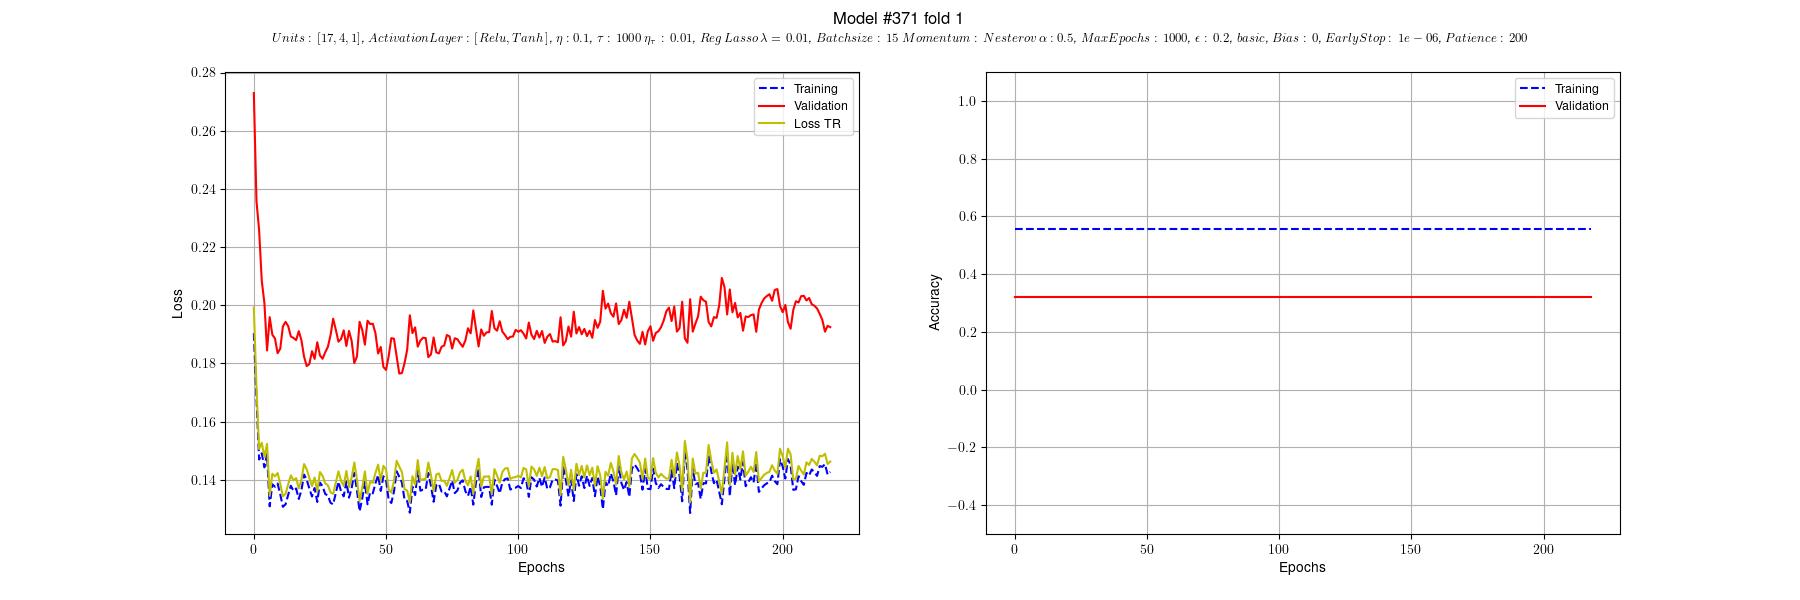 Model #371 fold 1
Units : [17, 4, 1], ActivationLayer : [Relu, Tanh], η : 0.1, τ : 1000 ητ : 0.01, Reg Lasso λ = 0.01, Batchsize : 15 Momentum : Nesterov α : 0.5, MaxEpochs : 1000, ϵ : 0.2, basic, Bias : 0, EarlyStop : 1e − 06, Patience : 200
0.28
0.26
0.24
0.22
0.20
0.18
0.16
0.14
Loss
0
50
100
150
200
Epochs
Training
Validation
Loss TR
1.0
0.8
0.6
0.4
0.2
0.0
−0.2
−0.4
Accuracy
0
50
100
150
200
Epochs
Training
Validation